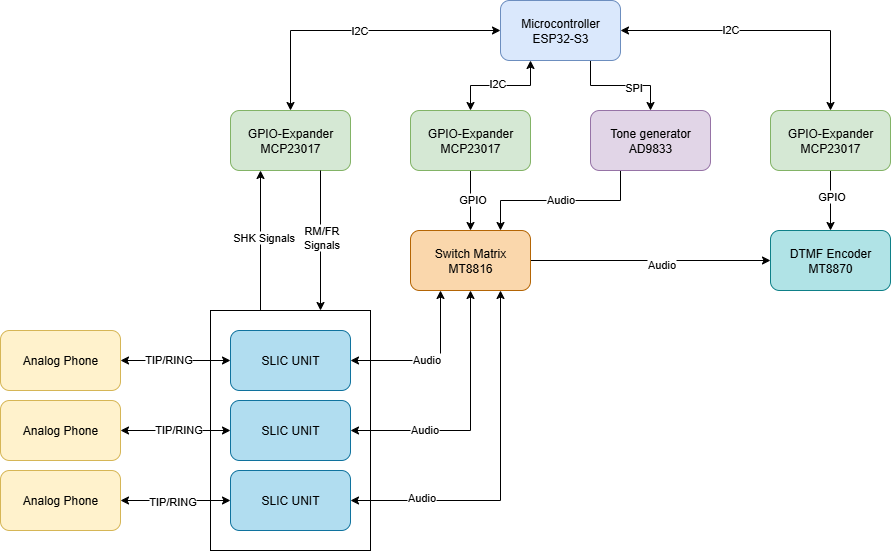 Microcontroller
ESP32-S3
I2C
I2C
I2C
SPI
GPIO-Expander
MCP23017
GPIO-Expander
MCP23017
Tone generator
AD9833
GPIO-Expander
MCP23017
GPIO
Audio
GPIO
SHK Signals
RM/FR
Signals
Switch Matrix
MT8816
Audio
DTMF Encoder
MT8870
Analog Phone
TIP/RING
SLIC UNIT
Audio
Analog Phone
TIP/RING
SLIC UNIT
Audio
Analog Phone
TIP/RING
SLIC UNIT
Audio